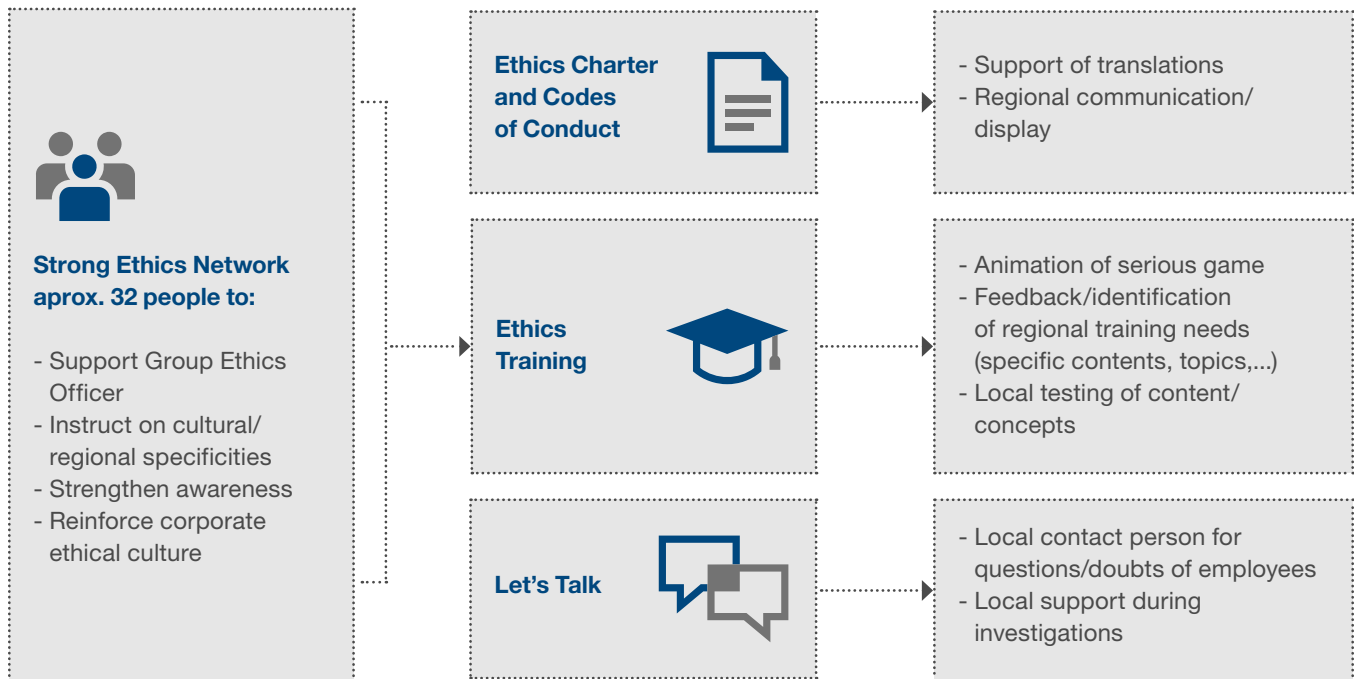 Strong Ethics Network
aprox. 32 people to:
- Support Group Ethics
Officer
- Instruct on cultural/
regional specificities
- Strengthen awareness
- Reinforce corporate
ethical culture
Ethics Charter
and Codes
of Conduct
- Support of translations
- Regional communication/
display
Ethics
Training
- Animation of serious game
- Feedback/identification
of regional training needs
(specific contents, topics,...)
- Local testing of content/
concepts
Let's Talk
- Local contact person for
questions/doubts of employees
- Local support during
investigations